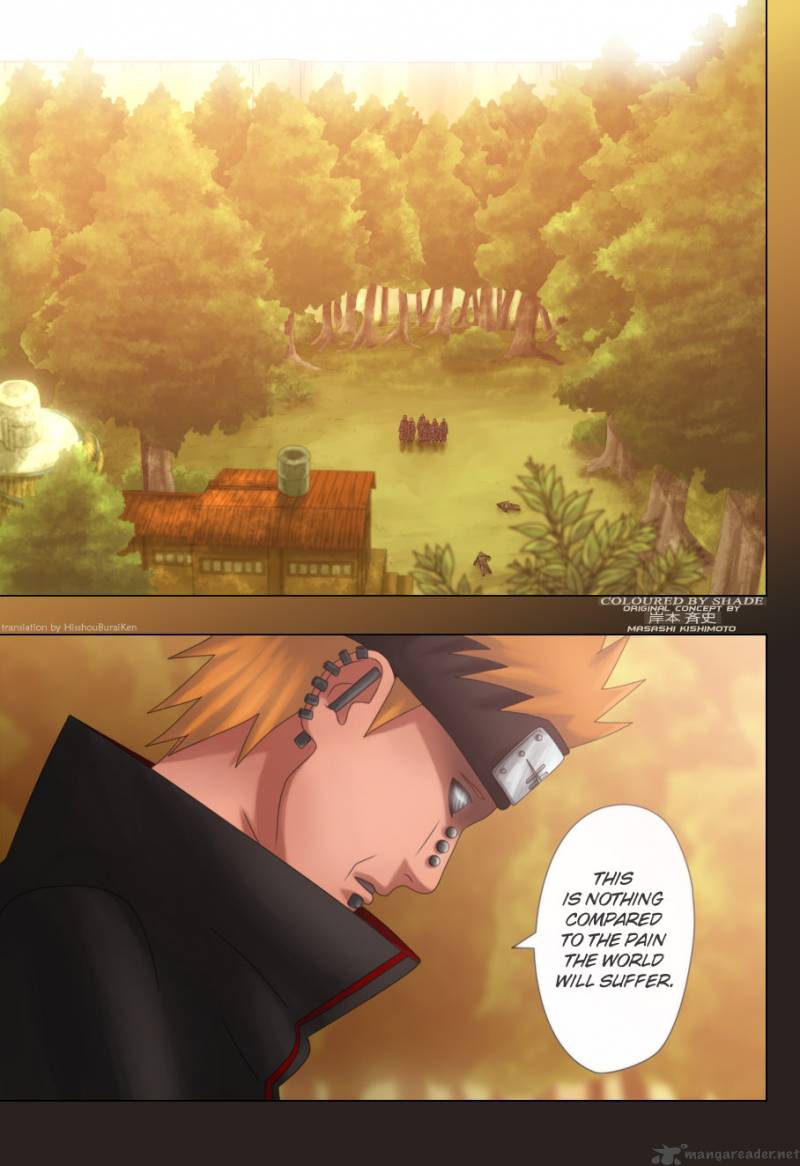 COLOURED BY SHADE
ORIGINAL CONCEPT BY
岸本 斉史
MASASHI KISHIMOTO
translation by HisshouBuraiKen
THIS
IS NOTHING
COMPARED
TO THE PAIN
THE WORLD
WILL SUFFER.
mangareader.net